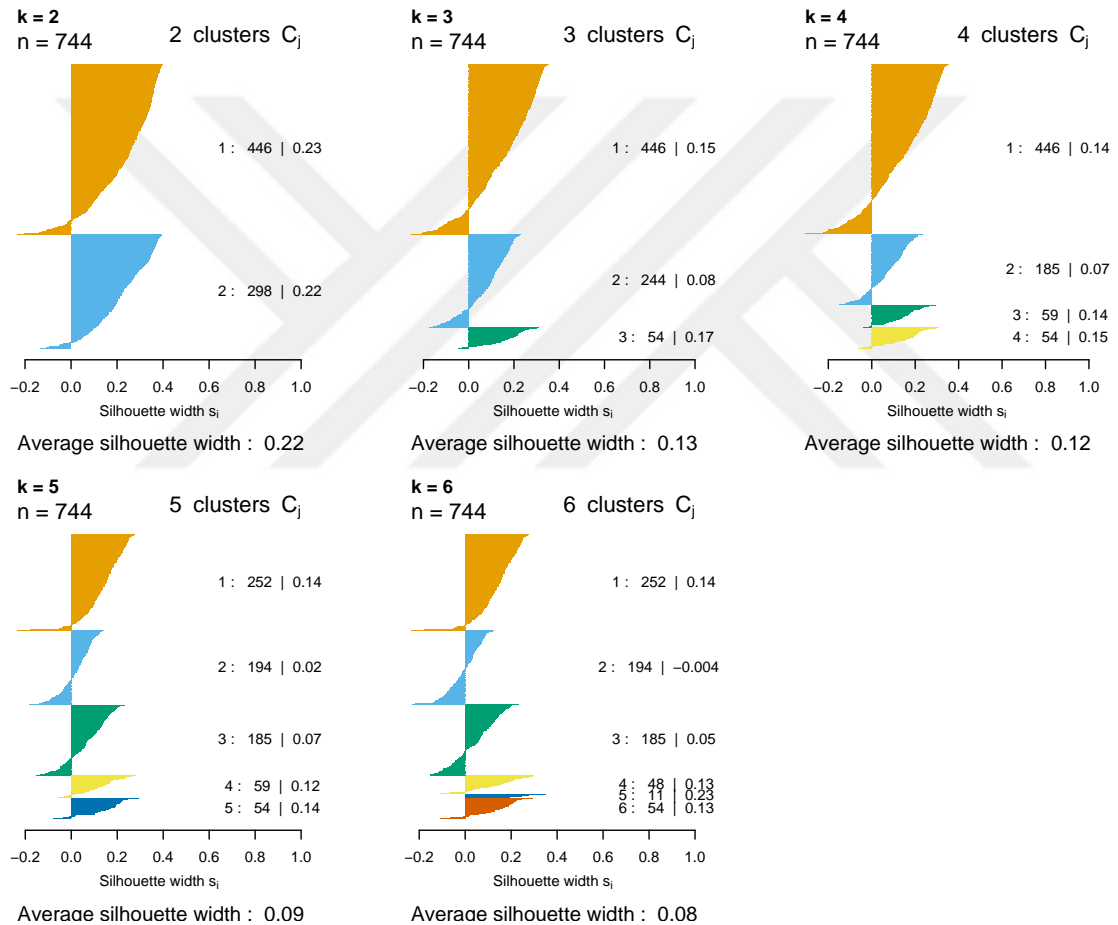 k = 2
n = 744
2 clusters Cj
1 : 446 | 0.23
2 : 298 | 0.22
−0.2 0.0 0.2 0.4 0.6 0.8 1.0
Silhouette width si
Average silhouette width : 0.22
k = 3
n = 744
3 clusters Cj
1 : 446 | 0.15
2 : 244 | 0.08
3 : 54 | 0.17
−0.2 0.0 0.2 0.4 0.6 0.8 1.0
Silhouette width si
Average silhouette width : 0.13
k = 4
n = 744
4 clusters Cj
1 : 446 | 0.14
2 : 185 | 0.07
3 : 59 | 0.14
4 : 54 | 0.15
−0.2 0.0 0.2 0.4 0.6 0.8 1.0
Silhouette width si
Average silhouette width : 0.12
k = 5
n = 744
5 clusters Cj
1 : 252 | 0.14
2 : 194 | 0.02
3 : 185 | 0.07
4 : 59 | 0.12
5 : 54 | 0.14
−0.2 0.0 0.2 0.4 0.6 0.8 1.0
Silhouette width si
Average silhouette width : 0.09
k = 6
n = 744
6 clusters Cj
1 : 252 | 0.14
2 : 194 | −0.004
3 : 185 | 0.05
4 : 48 | 0.13
5 : 11 | 0.23
6 : 54 | 0.13
−0.2 0.0 0.2 0.4 0.6 0.8 1.0
Silhouette width si
Average silhouette width : 0.08